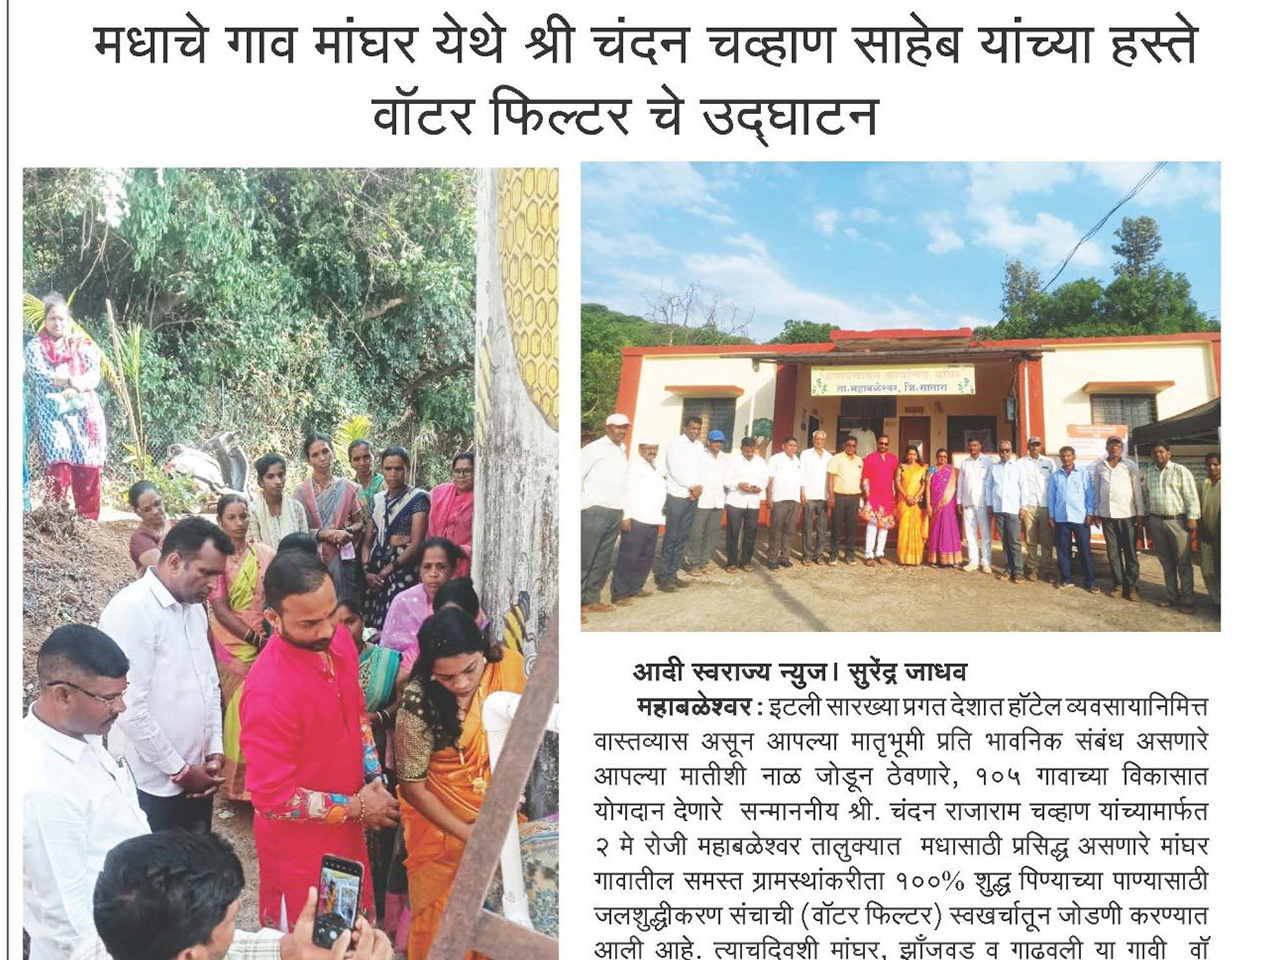 मधाचे गाव मांघर येथे श्री चंदन चव्हाण साहेब यांच्या हस्ते
वॉटर फिल्टर चे उद्घाटन
ता.महाबळेश्वर, जि.सातारा
आदी स्वराज्य न्युज। सुरेंद्र जाधव
महाबळेश्वर : इटली सारख्या प्रगत देशात हॉटेल व्यवसायानिमित्त
वास्तव्यास असून आपल्या मातृभूमी प्रति भावनिक संबंध असणारे
आपल्या मातीशी नाळ जोडून ठेवणारे, १०५ गावाच्या विकासात
योगदान देणारे सन्माननीय श्री. चंदन राजाराम चव्हाण यांच्यामार्फत
२ मे रोजी महाबळेश्वर तालुक्यात मधासाठी प्रसिद्ध असणारे मांघर
गावातील समस्त ग्रामस्थांकरीता १००% शुद्ध पिण्याच्या पाण्यासाठी
जलशुद्धीकरण संचाची (वॉटर फिल्टर) स्वखर्चातून जोडणी करण्यात
आली आहे. त्याचदिवशी मांघर, झाँजवड व गाढवली या गावी वॉ